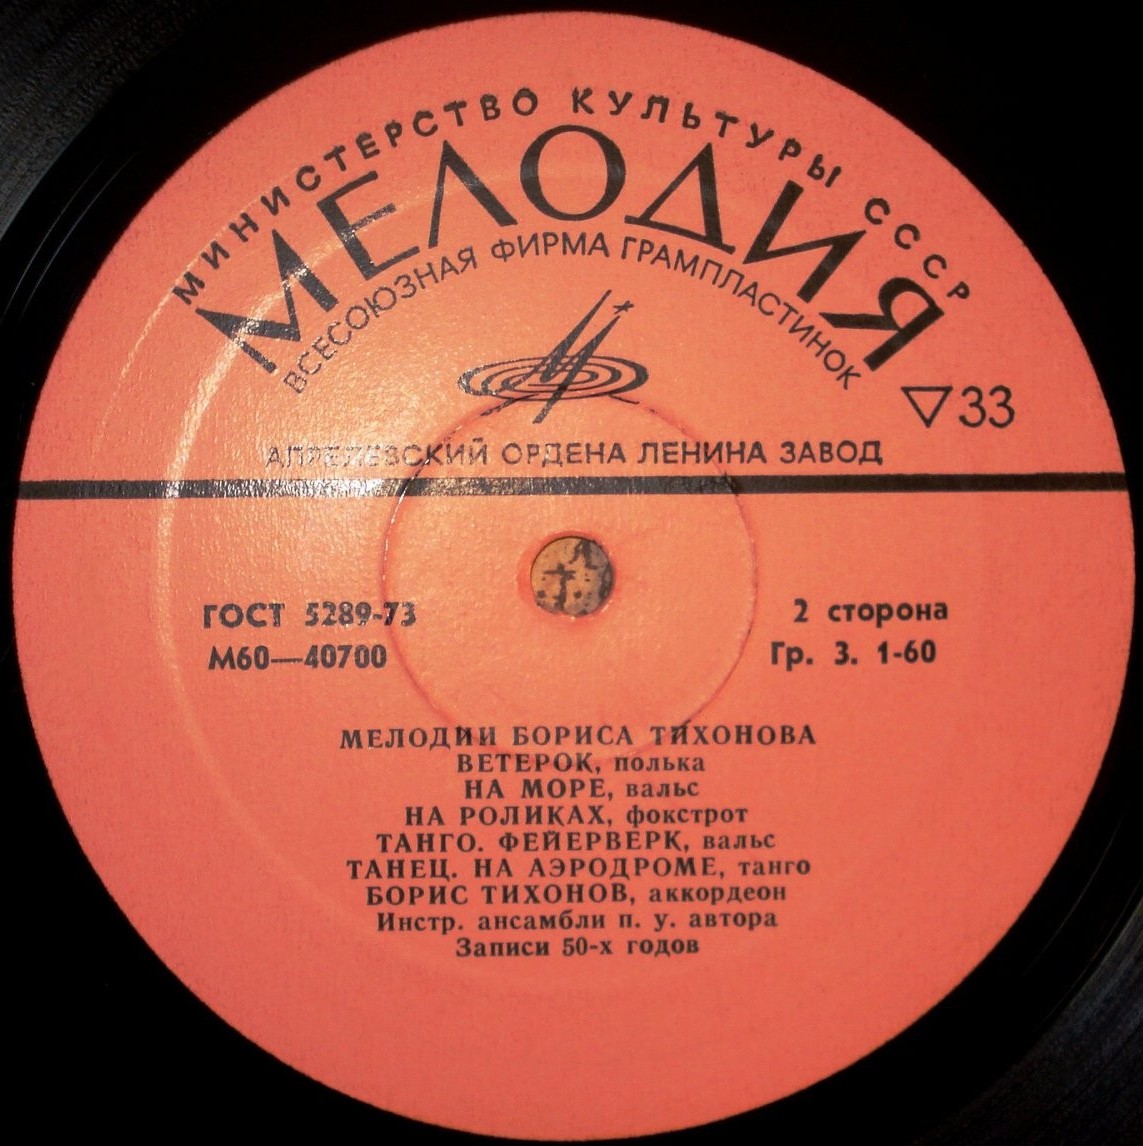 МИНИСТЕРСТВО КУЛЬТУРЫ СССР
МЕЛОДИЯ
ВСЕСОЮЗНАЯ ФИРМА ГРАМПЛАСТИНОК
33
АПРЕЛЕВСКИЙ ОРДЕНА ЛЕНИНА ЗАВОД
ГОСТ 5289-73
М60—40700
2 сторона
Гр. 3. 1-60
МЕЛОДИИ БОРИСА ТИХОНОВА
ВЕТЕРОК, полька
НА МОРЕ, вальс
НА РОЛИКАХ, фокстрот
ТАНГО. ФЕЙЕРВЕРК, вальс
ТАНЕЦ. НА АЭРОДРОМЕ, танго
БОРИС ТИХОНОВ, аккордеон
Инстр. ансамбли п. у. автора
Записи 50-х годов